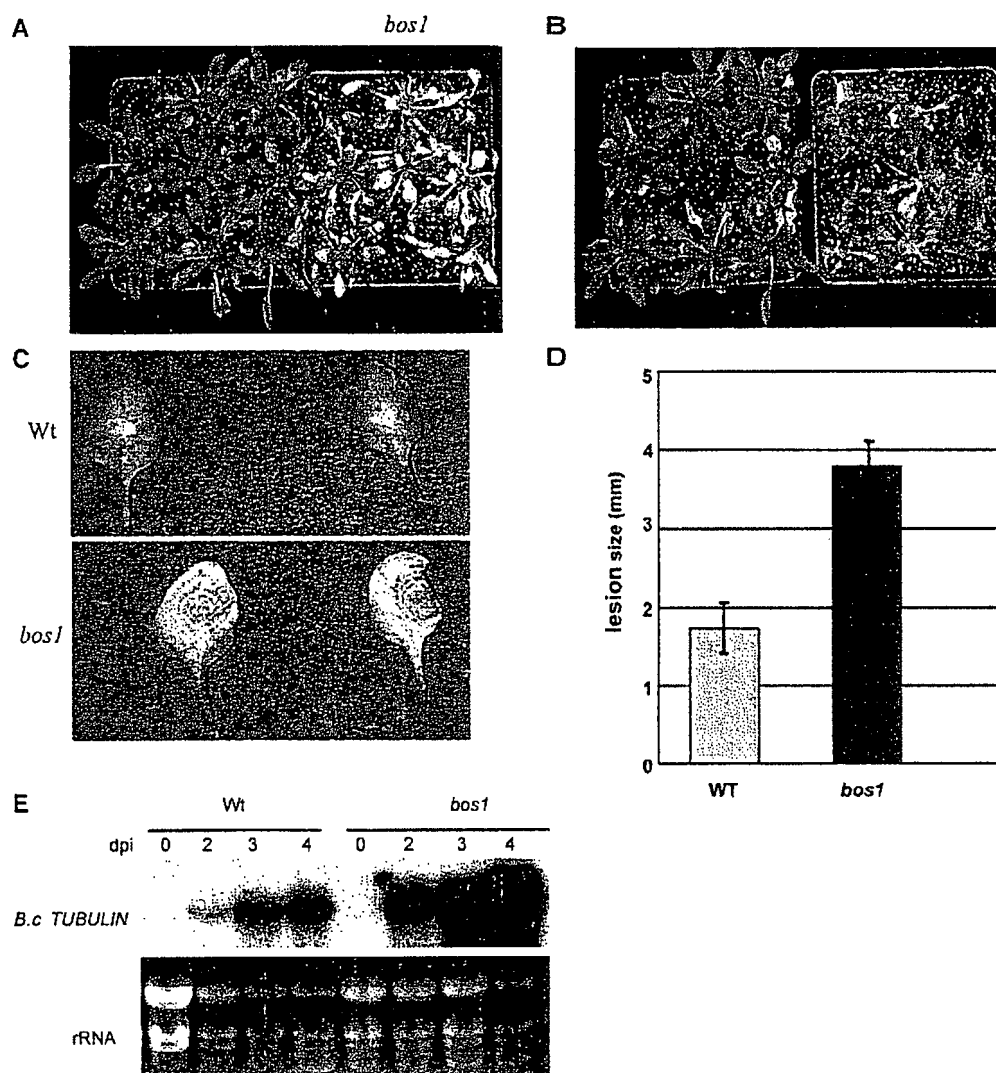 A
bos1
B
C
Wt
bos1
D
5
4
3
2
1
0
lesion size (mm)
WT
bos1
E
Wt
bos1
dpi
0 2 3 4 0 2 3 4
B.c TUBULIN
rRNA